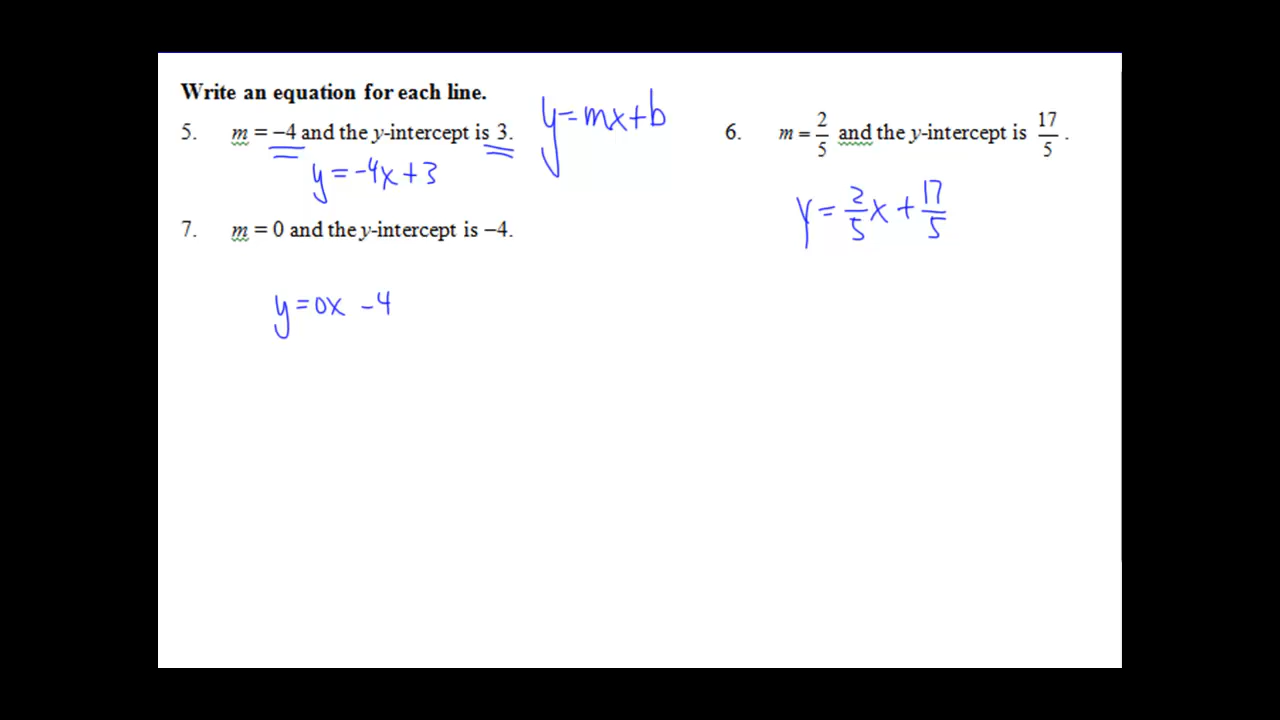 Write an equation for each line.
5. m = −4 and the y-intercept is 3.
y = mx + b
y = -4x + 3
6. m = 2/5 and the y-intercept is 17/5 .
y = 2/5 x + 17/5
7. m = 0 and the y-intercept is −4.
y = 0x - 4